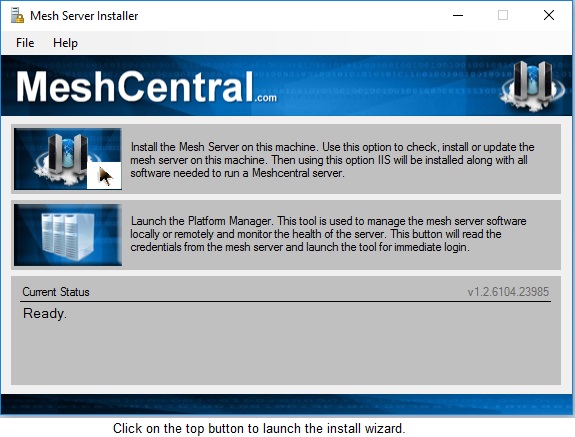 Mesh Server Installer
File Help
MeshCentral.com
Install the Mesh Server on this machine. Use this option to check, install or update the
mesh server on this machine. Then using this option IIS will be installed along with all
software needed to run a Meshcentral server.
Launch the Platform Manager. This tool is used to manage the mesh server software
locally or remotely and monitor the health of the server. This button will read the
credentials from the mesh server and launch the tool for immediate login.
Current Status v1.2.6104.23985
Ready.
Click on the top button to launch the install wizard.